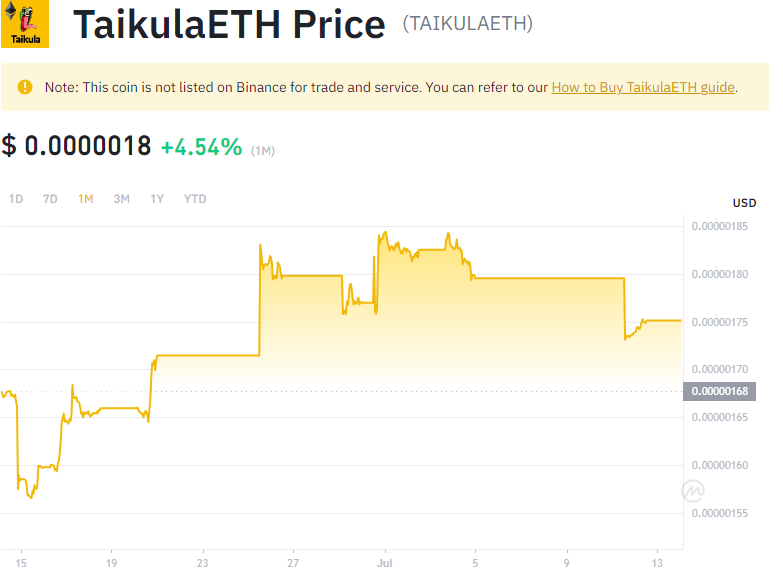 Taikula
TaikulaETH Price (TAIKULAETH)
Note: This coin is not listed on Binance for trade and service. You can refer to our How to Buy TaikulaETH guide.
$ 0.0000018 +4.54% (1M)
1D 7D 1M 3M 1Y YTD
USD
0.00000185
0.00000180
0.00000175
0.00000170
0.00000168
0.00000165
0.00000160
0.00000155
15 19 23 27 Jul 5 9 13